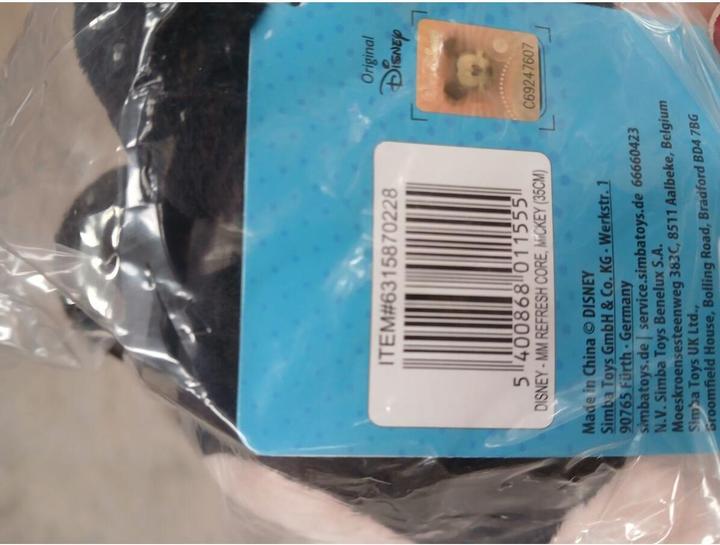 Original
Disney
C69247607
ITEM#6315870228
5 400868 011555
DISNEY - MM REFRESH CORE, MICKEY (35CM)
Made in China © DISNEY
Simba Toys GmbH & Co. KG · Werkstr. 1
90765 Fürth · Germany
simbatoys.de | service.simbatoys.de 66660423
N.V. Simba Toys Benelux S.A.
Moeskroensesteenweg 383C, 8511 Aalbeke, Belgium
Simba Toys UK Ltd.,
Broomfield House, Bolling Road, Bradford BD4 7BG